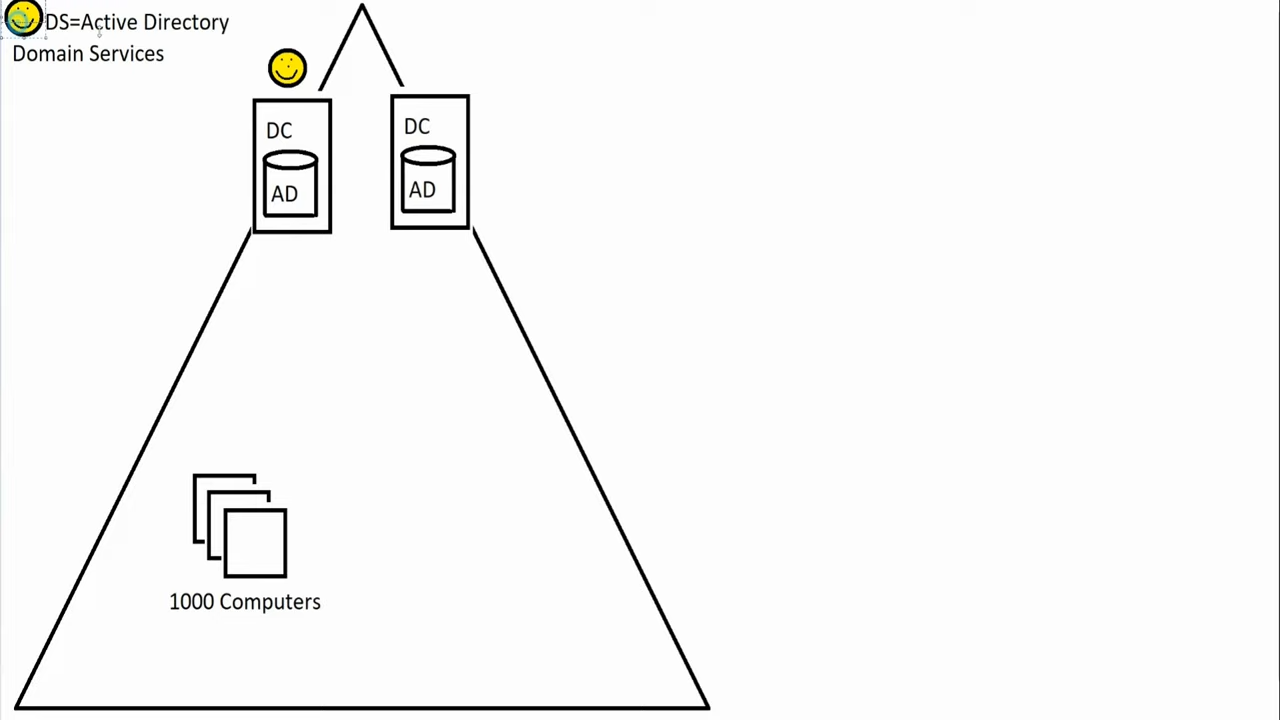 DS=Active Directory
Domain Services
DC
AD
DC
AD
1000 Computers